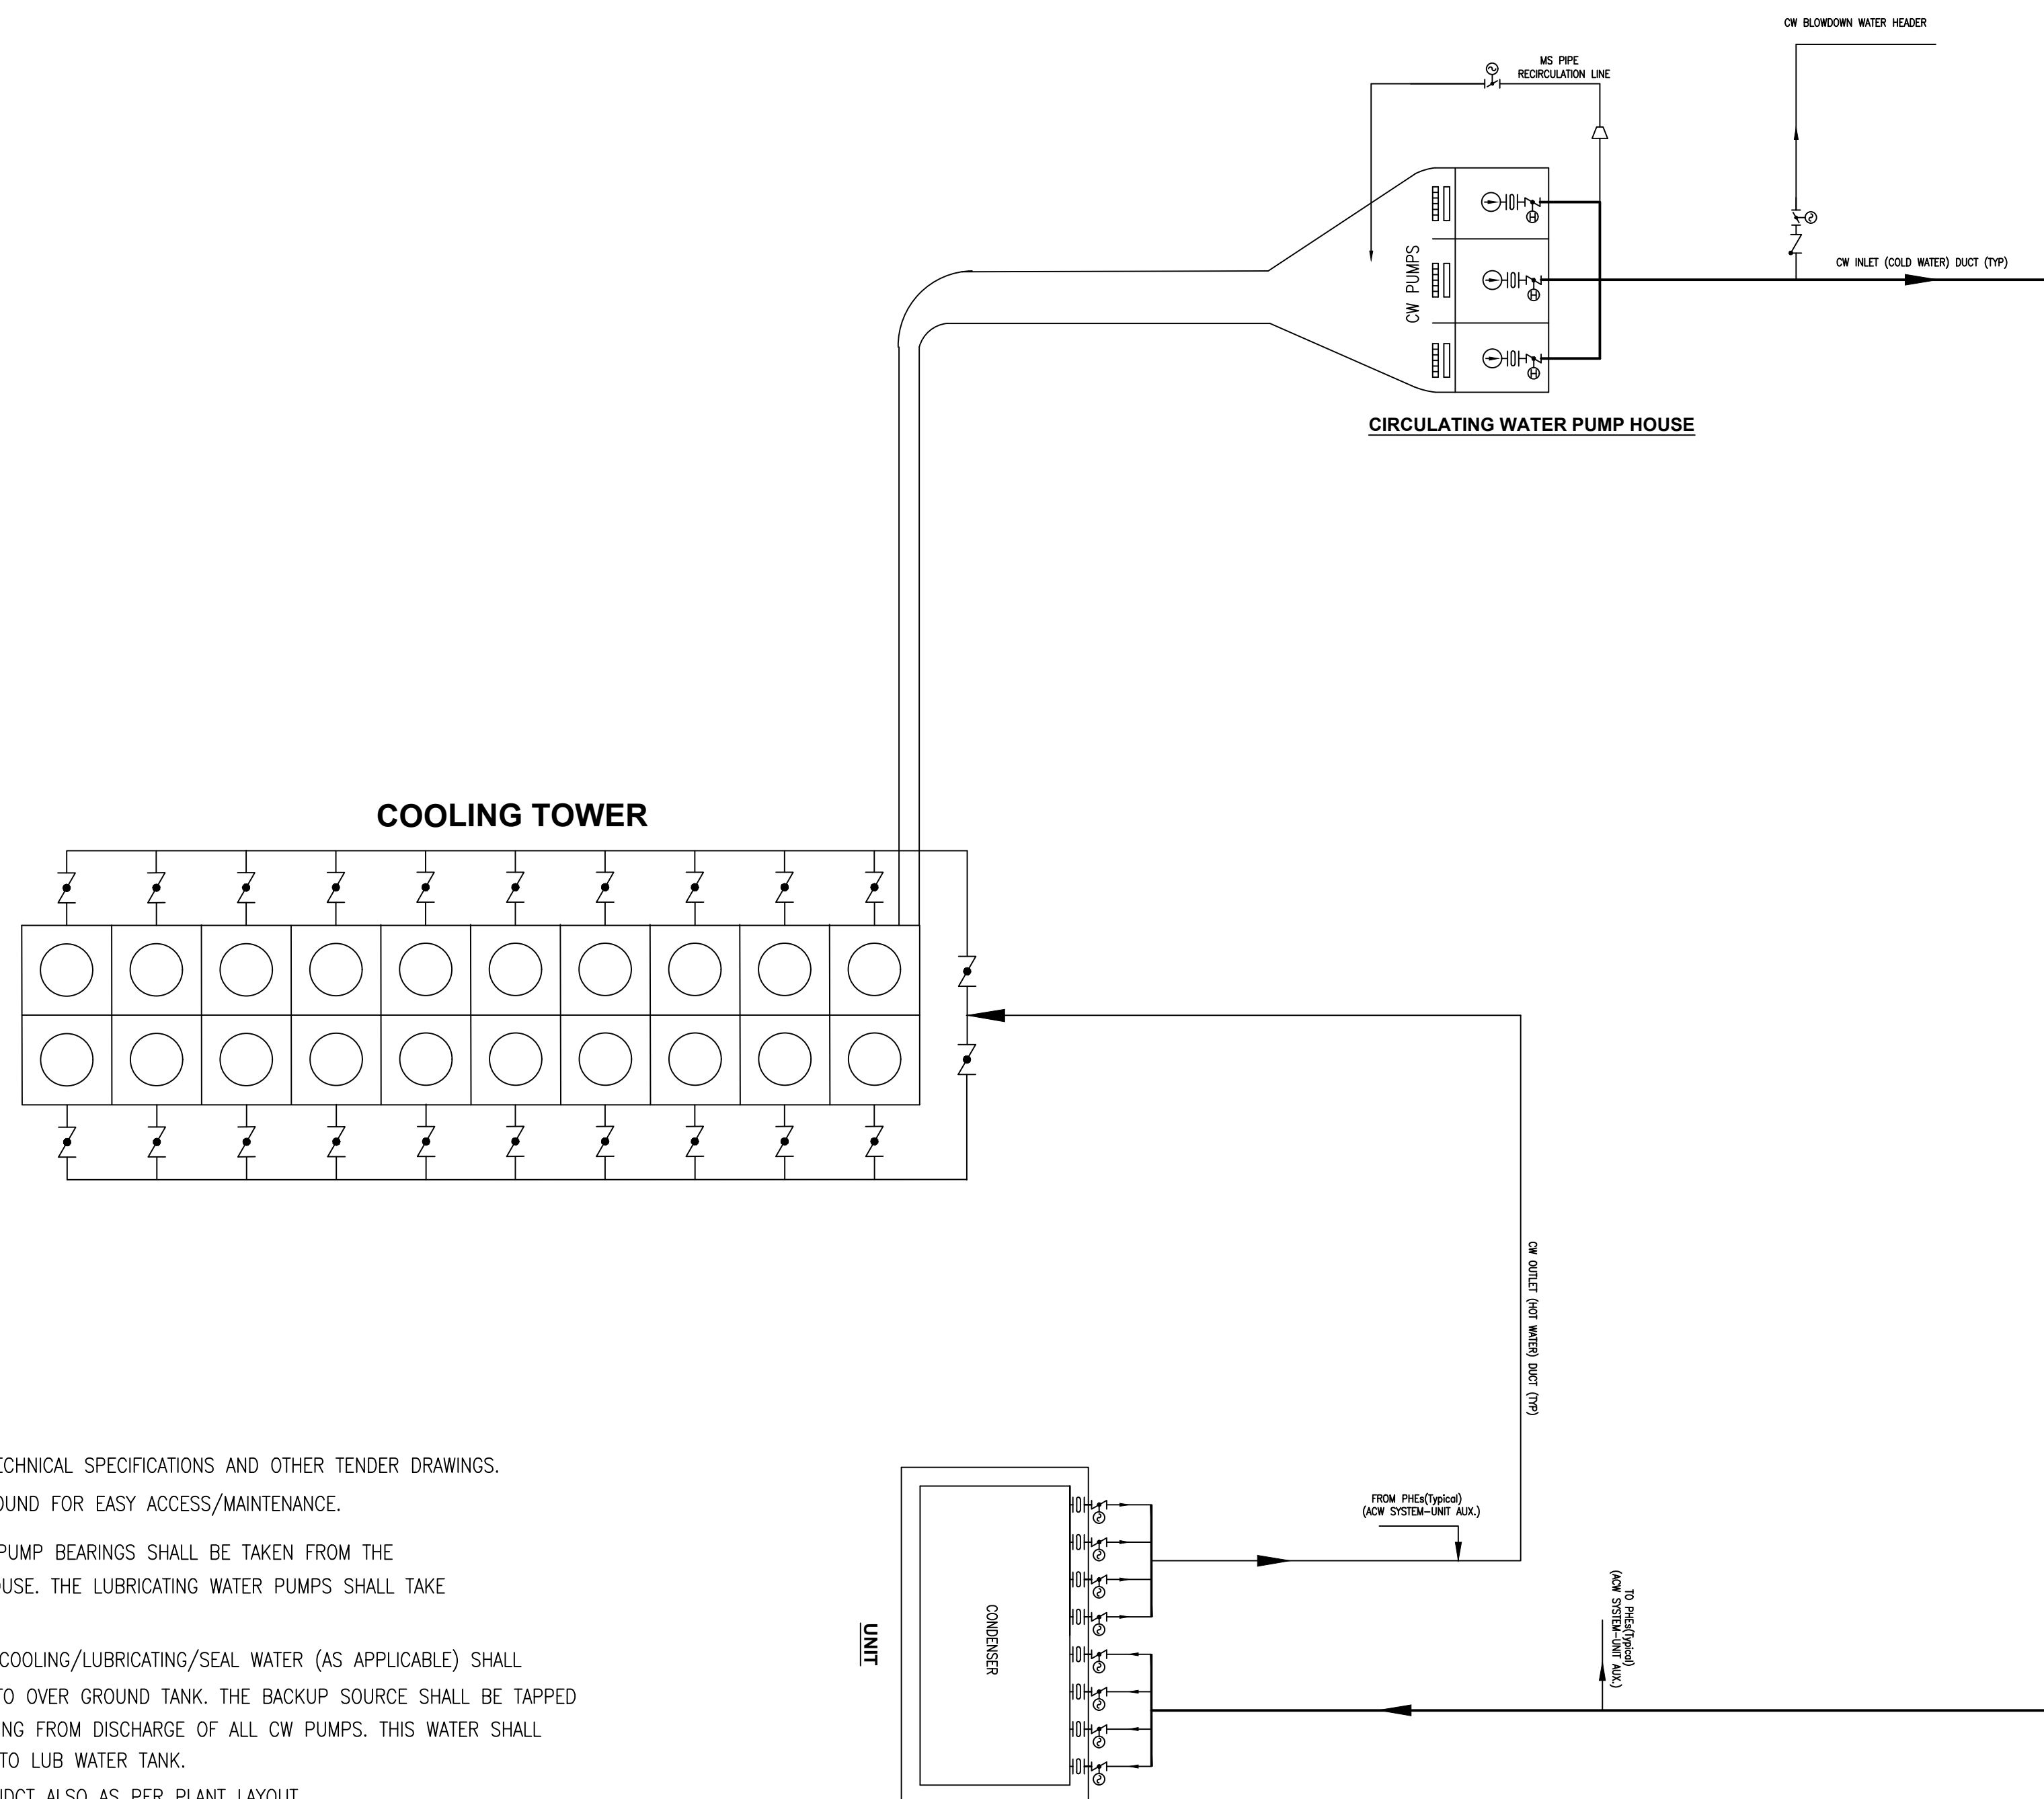 CW BLOWDOWN WATER HEADER
MS PIPE
RECIRCULATION LINE
CW PUMPS
CW INLET (COLD WATER) DUCT (TYP)
CIRCULATING WATER PUMP HOUSE
COOLING TOWER
CW OUTLET (HOT WATER) DUCT (TYP)
FROM PHEs(Typical)
(ACW SYSTEM-UNIT AUX.)
TO PHEs(Typical)
(ACW SYSTEM-UNIT AUX.)
UNIT
CONDENSER
SPECIFICATIONS AND OTHER TENDER DRAWINGS.
FOR EASY ACCESS/MAINTENANCE.
PUMP BEARINGS SHALL BE TAKEN FROM THE
THE LUBRICATING WATER PUMPS SHALL TAKE
COOLING/LUBRICATING/SEAL WATER (AS APPLICABLE) SHALL
TO OVER GROUND TANK. THE BACKUP SOURCE SHALL BE TAPPED
FROM DISCHARGE OF ALL CW PUMPS. THIS WATER SHALL
TO LUB WATER TANK.
ALSO AS PER PLANT LAYOUT